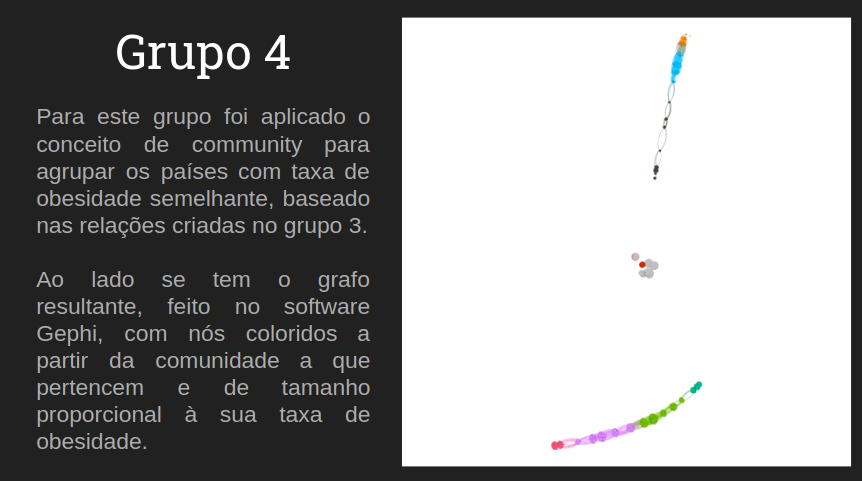 Grupo 4
Para este grupo foi aplicado o
conceito de community para
agrupar os países com taxa de
obesidade semelhante, baseado
nas relações criadas no grupo 3.
Ao lado se tem o grafo
resultante, feito no software
Gephi, com nós coloridos a
partir da comunidade a que
pertencem e de tamanho
proporcional à sua taxa de
obesidade.